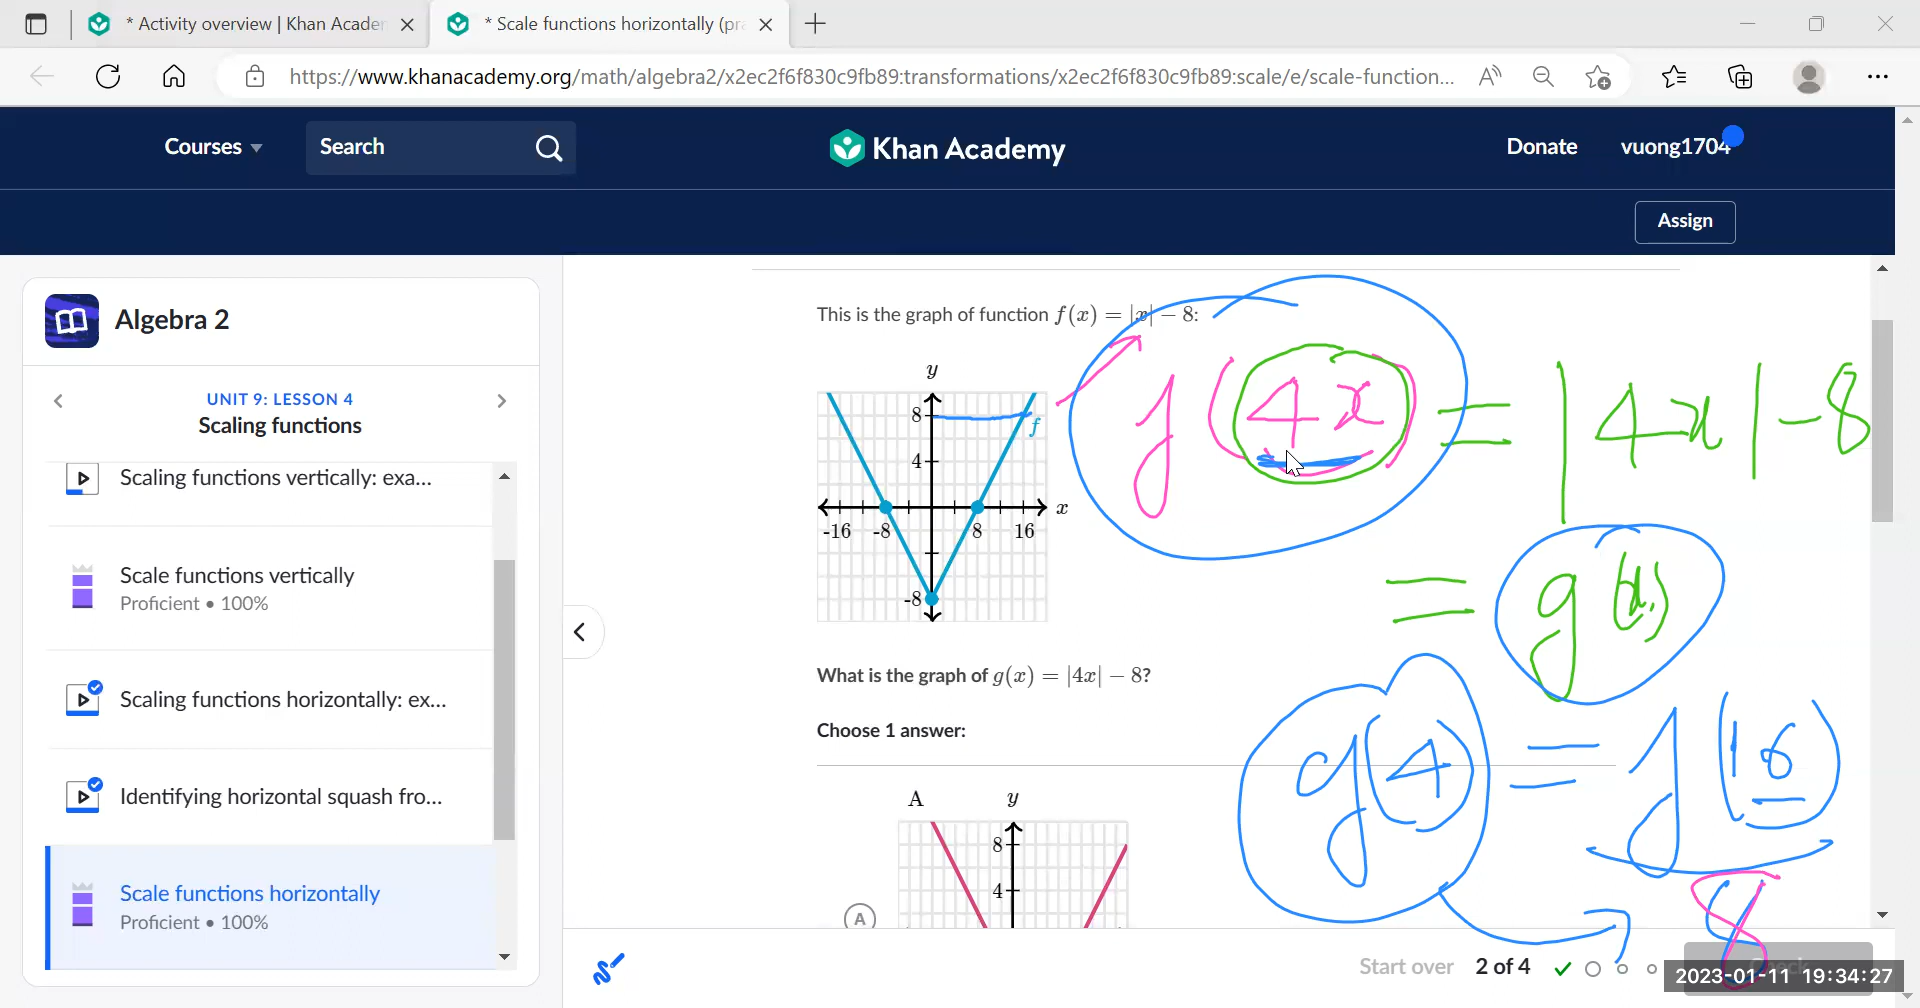 * Activity overview | Khan Acade
* Scale functions horizontally (pr
https://www.khanacademy.org/math/algebra2/x2ec2f6f830c9fb89:transformations/x2ec2f6f830c9fb89:scale/e/scale-function...
Courses
Search
Khan Academy
Donate
vuong1704
Assign
Algebra 2
UNIT 9: LESSON 4
Scaling functions
Scaling functions vertically: exa...
Scale functions vertically
Proficient • 100%
Scaling functions horizontally: ex...
Identifying horizontal squash fro...
Scale functions horizontally
Proficient • 100%
This is the graph of function f(x) = |x| − 8:
y
8
4
-8
-16 -8 8 16
x
f
f(4x) = |4x| − 8
= g(x)
What is the graph of g(x) = |4x| − 8?
g(4) = f(16)
8
Choose 1 answer:
A
y
8
4
A
Start over
2 of 4
2023-01-11 19:34:27